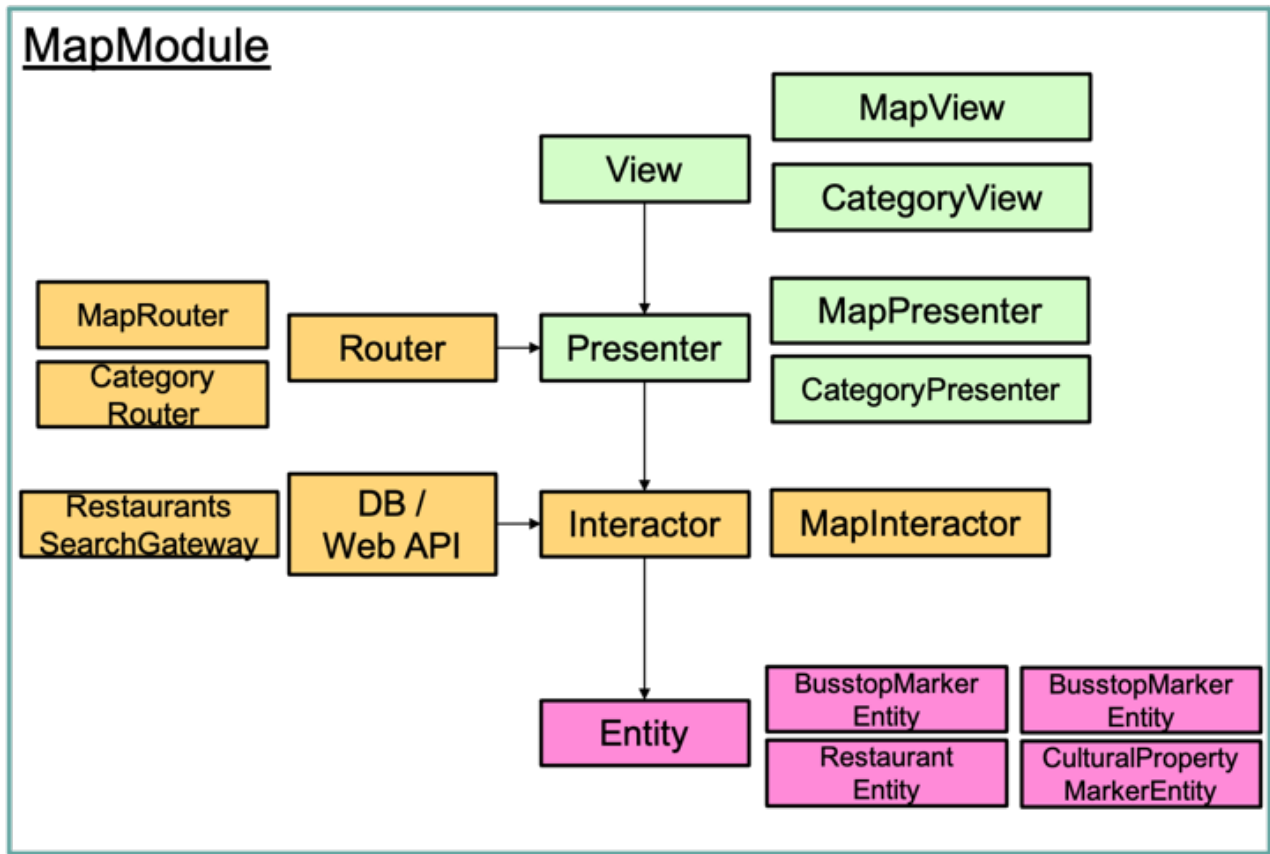 MapModule
MapView
View
CategoryView
MapRouter
Router
Presenter
MapPresenter
Category
Router
CategoryPresenter
Restaurants
SearchGateway
DB /
Web API
Interactor
MapInteractor
Entity
BusstopMarker
Entity
BusstopMarker
Entity
Restaurant
Entity
CulturalProperty
MarkerEntity